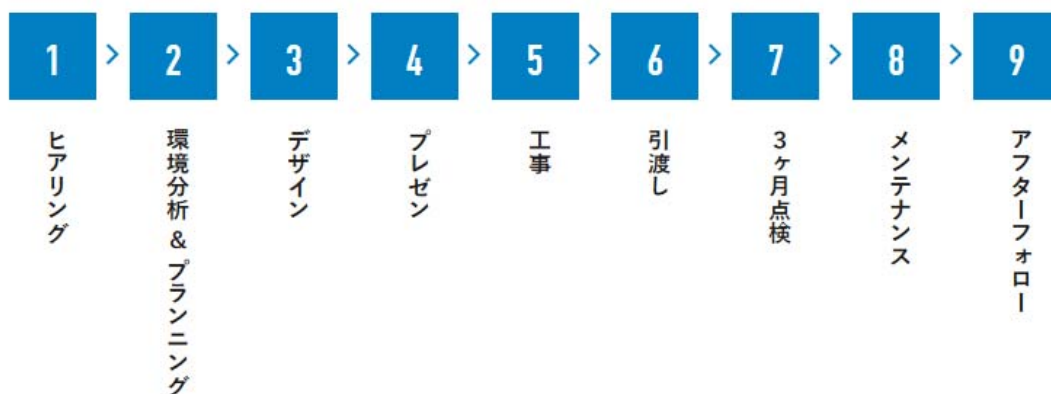 1 > 2 > 3 > 4 > 5 > 6 > 7 > 8 > 9
ヒアリング
環境分析 & プランニング
デザイン
プレゼン
工事
引渡し
3ヶ月点検
メンテナンス
アフターフォロー